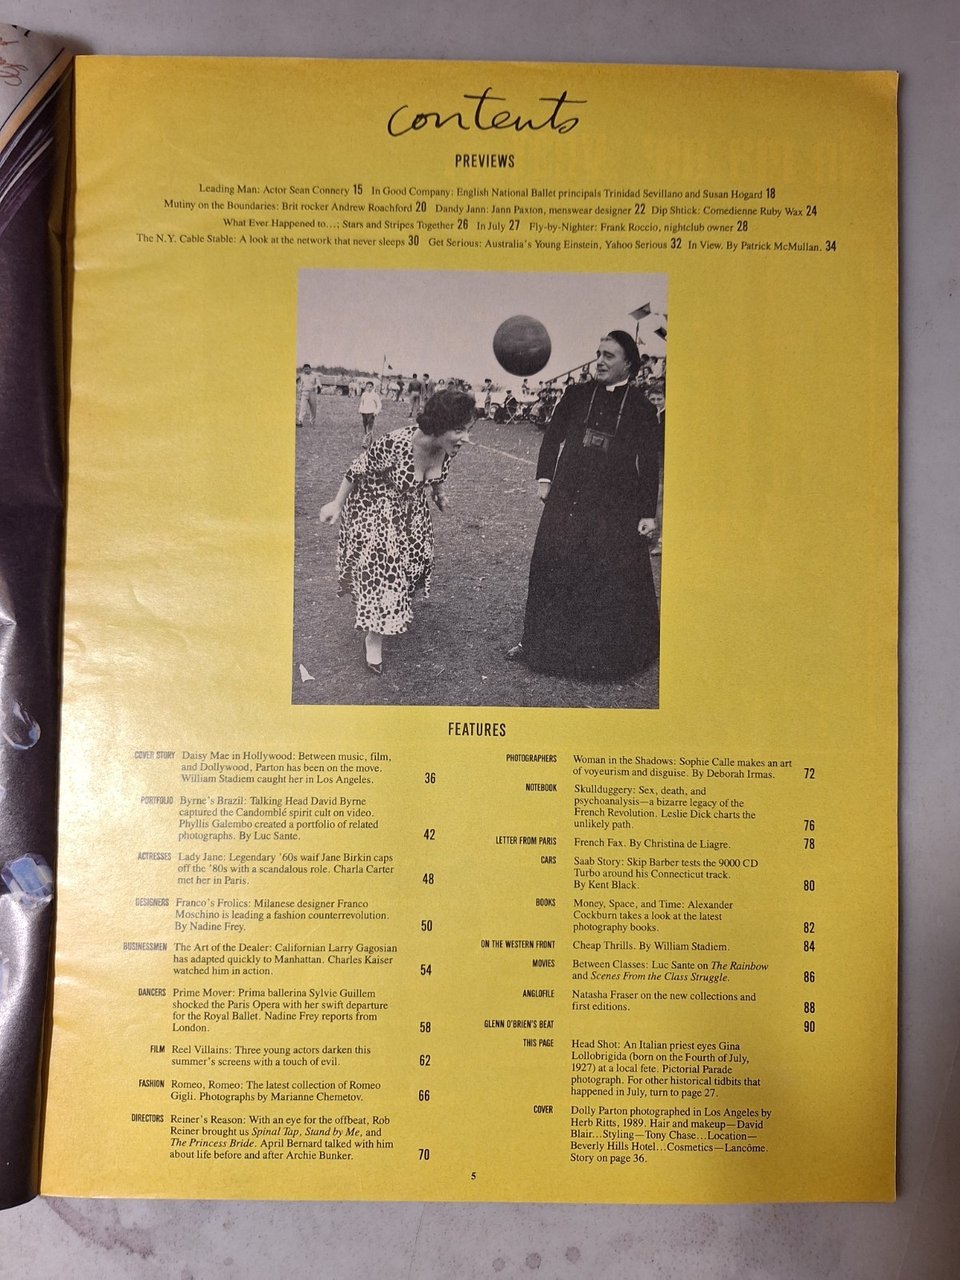 contents
PREVIEWS
Leading Man: Actor Sean Connery 15 In Good Company: English National Ballet principals Trinidad Sevillano and Susan Hogard 18
Mutiny on the Boundaries: Brit rocker Andrew Roachford 20 Dandy Jann: Jann Paxton, menswear designer 22 Dip Shtick: Comedienne Ruby Wax 24
What Ever Happened to...: Stars and Stripes Together 26 In July 27 Fly-by-Nighter: Frank Roccio, nightclub owner 28
The N.Y. Cable Stable: A look at the network that never sleeps 30 Get Serious: Australia's Young Einstein, Yahoo Serious 32 In View. By Patrick McMullan. 34
FEATURES
COVER STORY Daisy Mae in Hollywood: Between music, film,
and Dollywood, Parton has been on the move.
William Stadiem caught her in Los Angeles. 36
PORTFOLIO Byrne's Brazil: Talking Head David Byrne
captured the Candomblé spirit cult on video.
Phyllis Galembo created a portfolio of related
photographs. By Luc Sante. 42
ACTRESSES Lady Jane: Legendary '60s waif Jane Birkin caps
off the '80s with a scandalous role. Charla Carter
met her in Paris. 48
DESIGNERS Franco's Frolics: Milanese designer Franco
Moschino is leading a fashion counterrevolution.
By Nadine Frey. 50
BUSINESSMEN The Art of the Dealer: Californian Larry Gagosian
has adapted quickly to Manhattan. Charles Kaiser
watched him in action. 54
DANCERS Prime Mover: Prima ballerina Sylvie Guillem
shocked the Paris Opera with her swift departure
for the Royal Ballet. Nadine Frey reports from
London. 58
FILM Reel Villains: Three young actors darken this
summer's screens with a touch of evil. 62
FASHION Romeo, Romeo: The latest collection of Romeo
Gigli. Photographs by Marianne Chemetov. 66
DIRECTORS Reiner's Reason: With an eye for the offbeat, Rob
Reiner brought us Spinal Tap, Stand by Me, and
The Princess Bride. April Bernard talked with him
about life before and after Archie Bunker. 70
PHOTOGRAPHERS Woman in the Shadows: Sophie Calle makes an art
of voyeurism and disguise. By Deborah Irmas. 72
NOTEBOOK Skullduggery: Sex, death, and
psychoanalysis—a bizarre legacy of the
French Revolution. Leslie Dick charts the
unlikely path. 76
LETTER FROM PARIS French Fax. By Christina de Liagre. 78
CARS Saab Story: Skip Barber tests the 9000 CD
Turbo around his Connecticut track.
By Kent Black. 80
BOOKS Money, Space, and Time: Alexander
Cockburn takes a look at the latest
photography books. 82
ON THE WESTERN FRONT Cheap Thrills. By William Stadiem. 84
MOVIES Between Classes: Luc Sante on The Rainbow
and Scenes From the Class Struggle. 86
ANGLOFILE Natasha Fraser on the new collections and
first editions. 88
GLENN O'BRIEN'S BEAT 90
THIS PAGE Head Shot: An Italian priest eyes Gina
Lollobrigida (born on the Fourth of July,
1927) at a local fete. Pictorial Parade
photograph. For other historical tidbits that
happened in July, turn to page 27.
COVER Dolly Parton photographed in Los Angeles by
Herb Ritts, 1989. Hair and makeup—David
Blair...Styling—Tony Chase...Location—
Beverly Hills Hotel...Cosmetics—Lancôme.
Story on page 36.
5